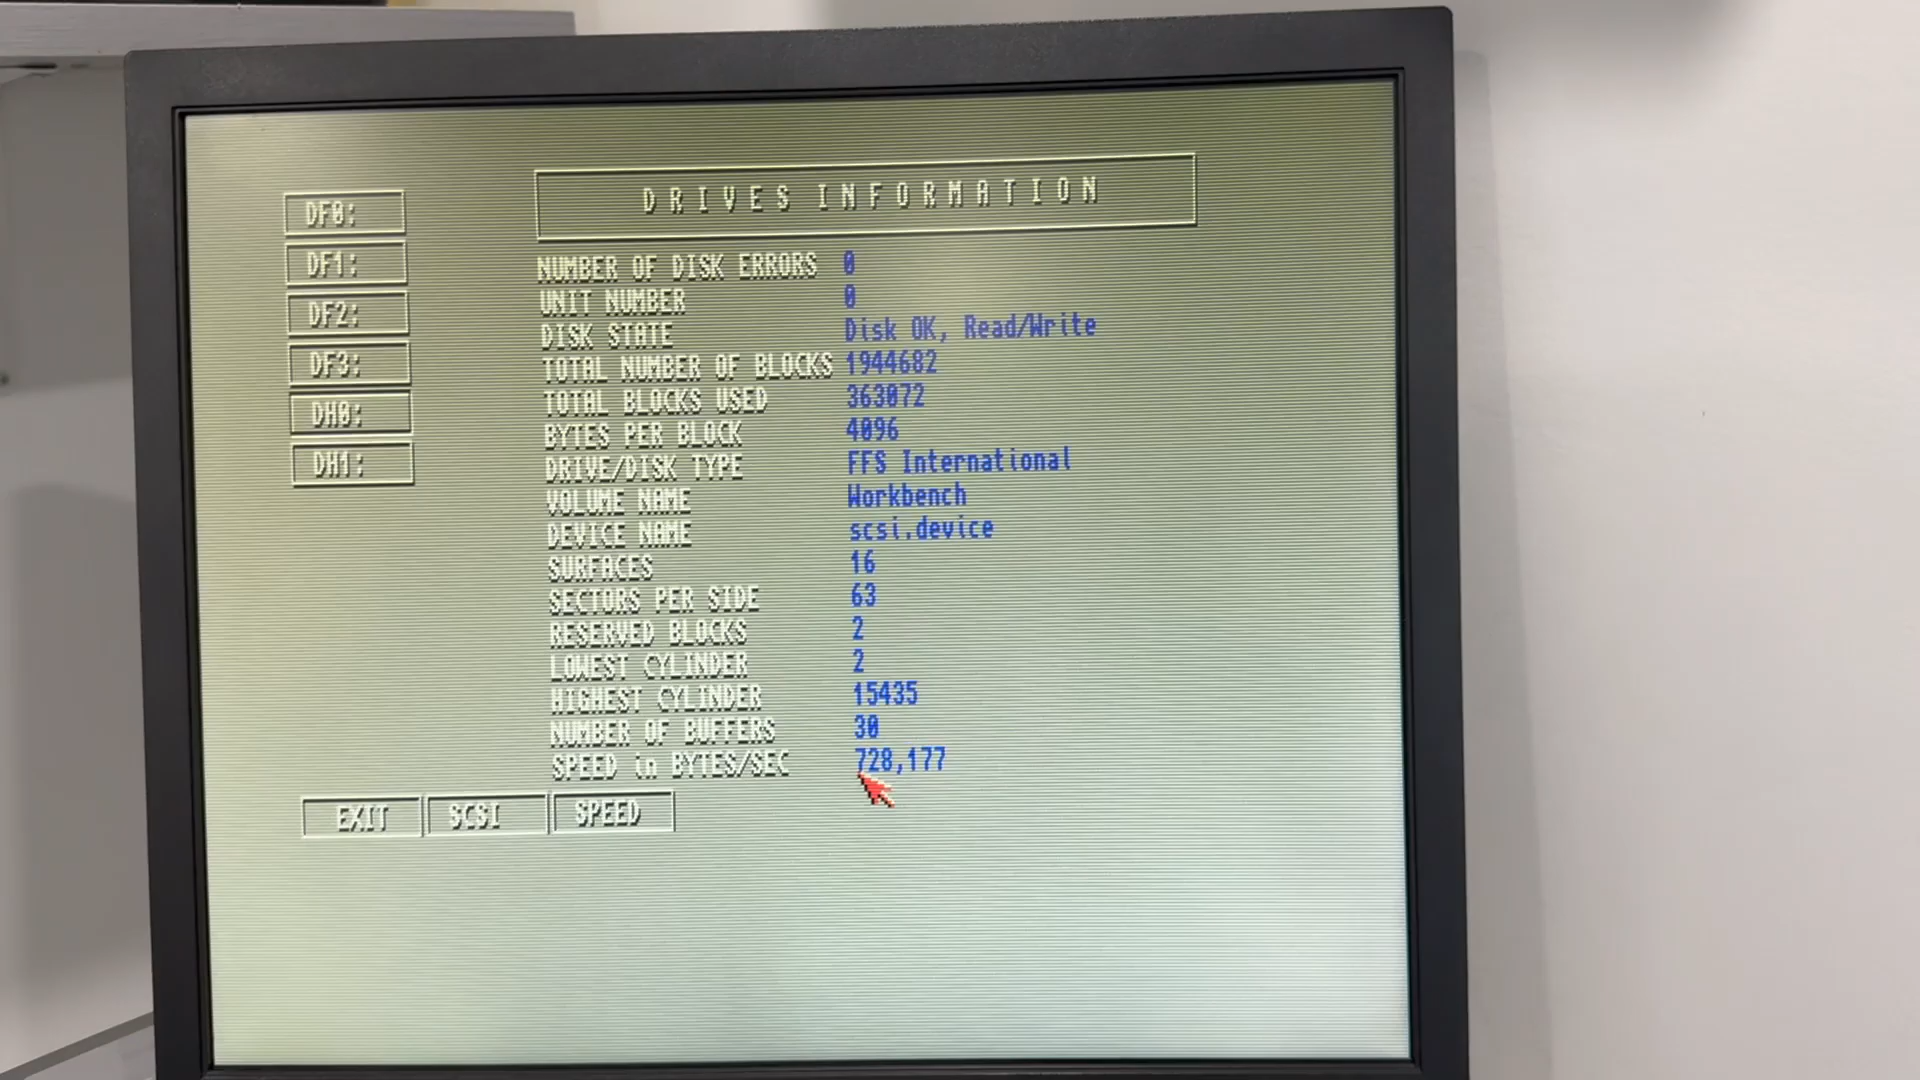 DRIVES INFORMATION
DF0:
DF1:
DF2:
DF3:
DH0:
DH1:
NUMBER OF DISK ERRORS 0
UNIT NUMBER 0
DISK STATE Disk OK, Read/Write
TOTAL NUMBER OF BLOCKS 1944682
TOTAL BLOCKS USED 363072
BYTES PER BLOCK 4096
DRIVE/DISK TYPE FFS International
VOLUME NAME Workbench
DEVICE NAME scsi.device
SURFACES 16
SECTORS PER SIDE 63
RESERVED BLOCKS 2
LOWEST CYLINDER 2
HIGHEST CYLINDER 15435
NUMBER OF BUFFERS 30
SPEED in BYTES/SEC 728,177
EXIT SCSI SPEED